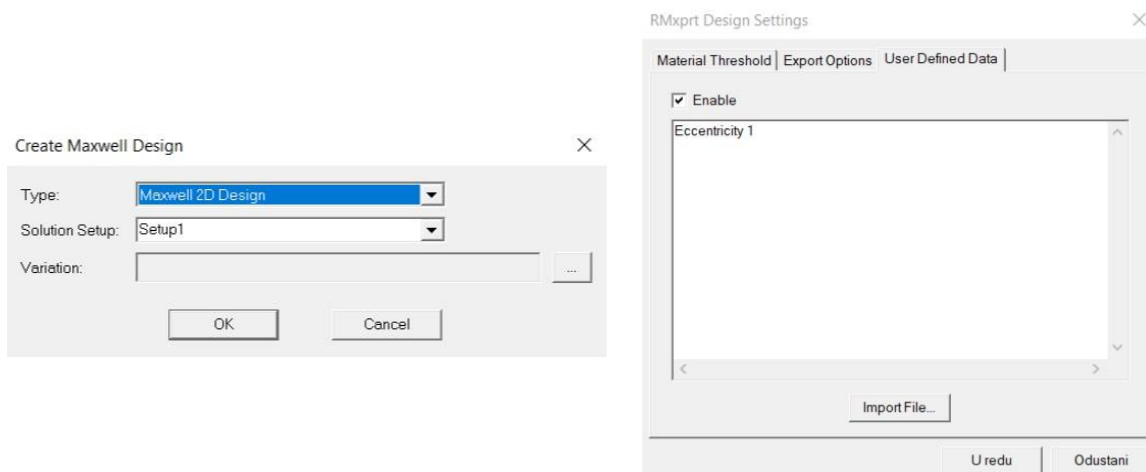 Create Maxwell Design
Type:
Maxwell 2D Design
Solution Setup:
Setup1
Variation:
...
OK
Cancel
RMxprt Design Settings
Material Threshold
Export Options
User Defined Data
Enable
Eccentricity 1
Import File...
U redu
Odustani